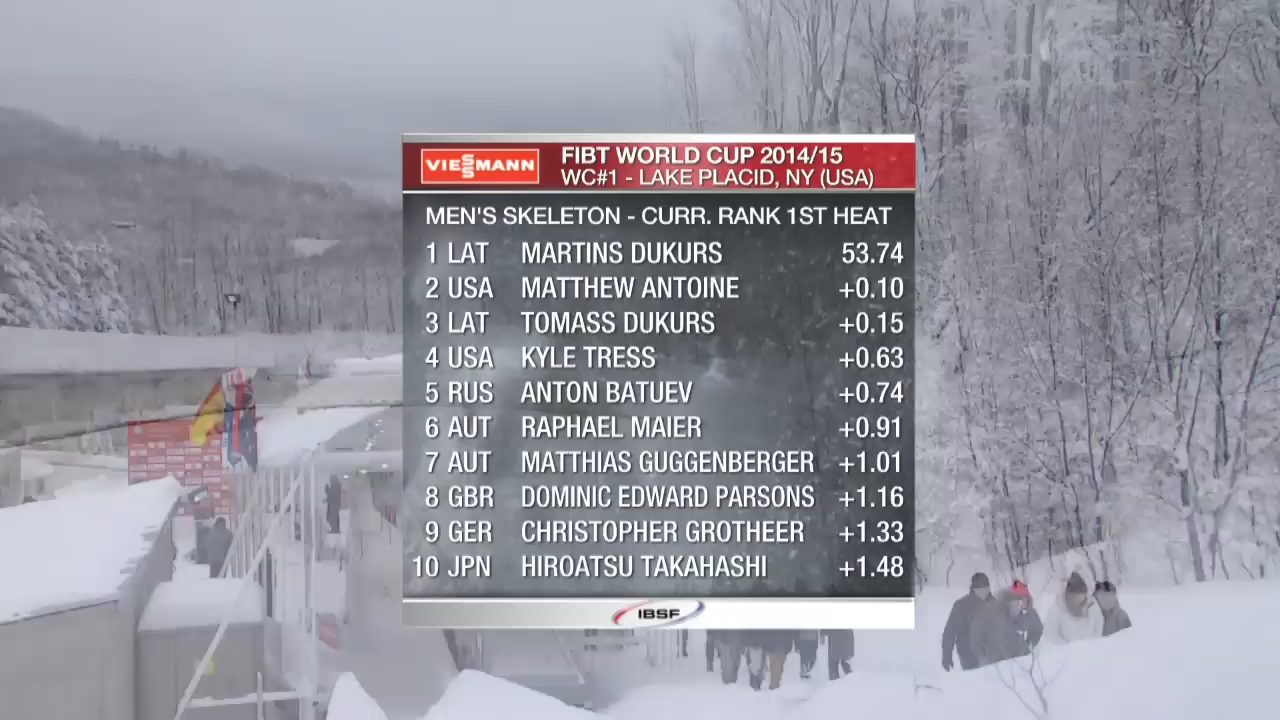 VIESSMANN
FIBT WORLD CUP 2014/15
WC#1 - LAKE PLACID, NY (USA)
MEN'S SKELETON - CURR. RANK 1ST HEAT
1 LAT MARTINS DUKURS 53.74
2 USA MATTHEW ANTOINE +0.10
3 LAT TOMASS DUKURS +0.15
4 USA KYLE TRESS +0.63
5 RUS ANTON BATUEV +0.74
6 AUT RAPHAEL MAIER +0.91
7 AUT MATTHIAS GUGGENBERGER +1.01
8 GBR DOMINIC EDWARD PARSONS +1.16
9 GER CHRISTOPHER GROTHEER +1.33
10 JPN HIROATSU TAKAHASHI +1.48
IBSF